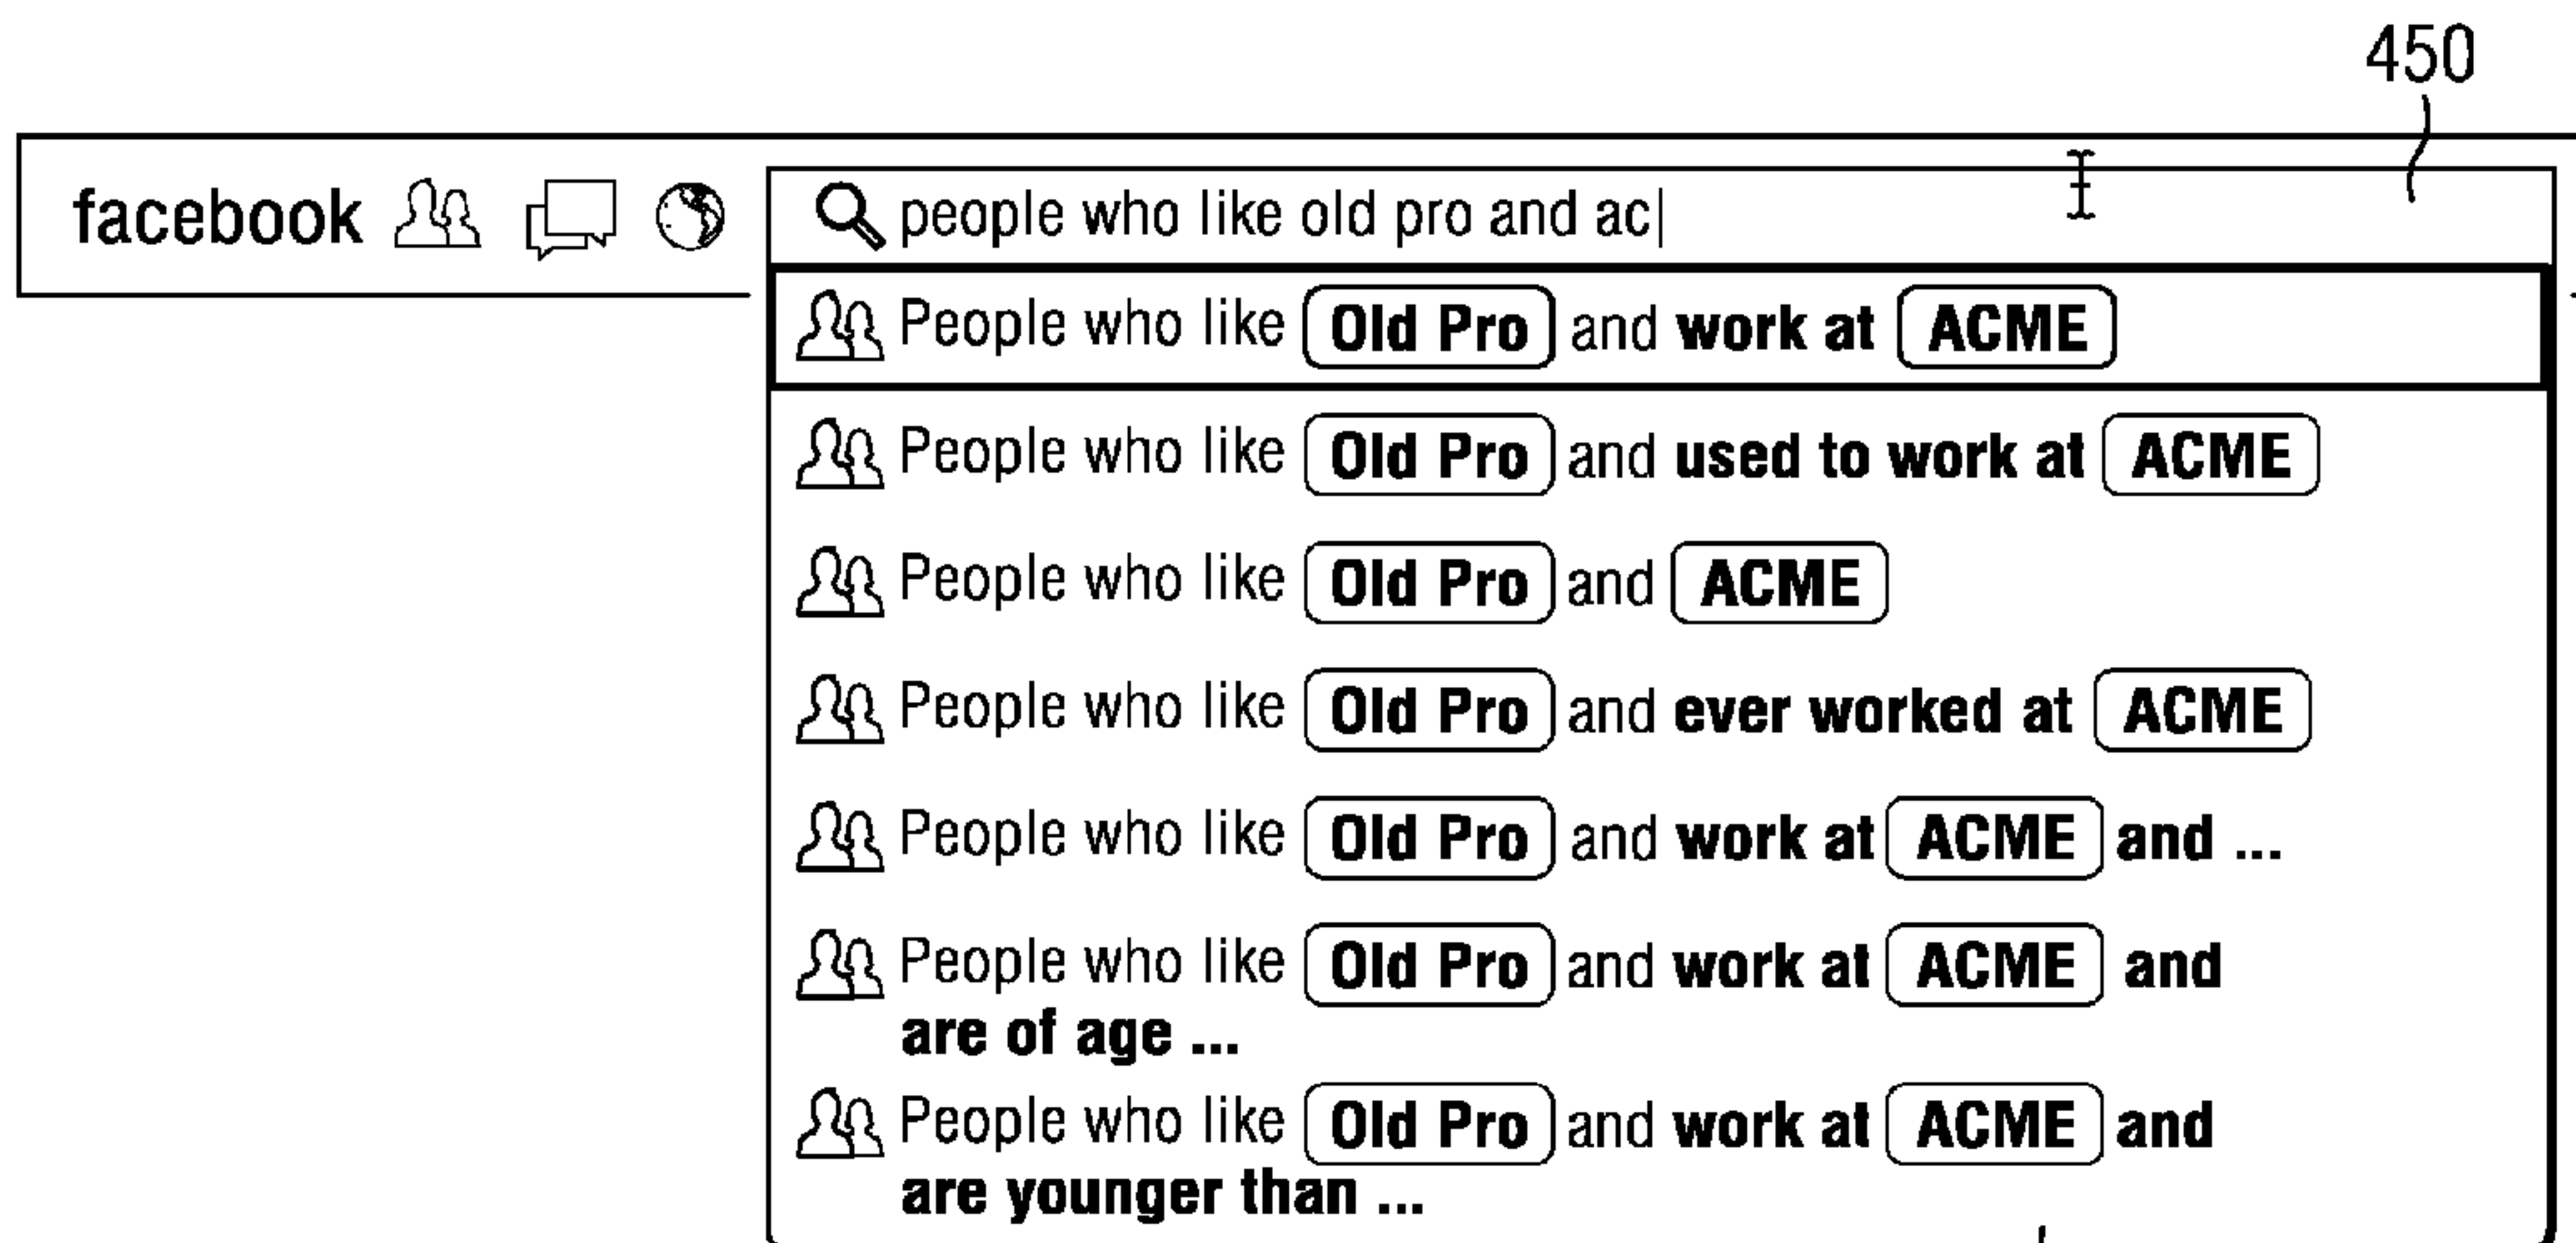 450
facebook people who like old pro and ac
People who like Old Pro and work at ACME
People who like Old Pro and used to work at ACME
People who like Old Pro and ACME
People who like Old Pro and ever worked at ACME
People who like Old Pro and work at ACME and ...
People who like Old Pro and work at ACME and
are of age ...
People who like Old Pro and work at ACME and
are younger than ...